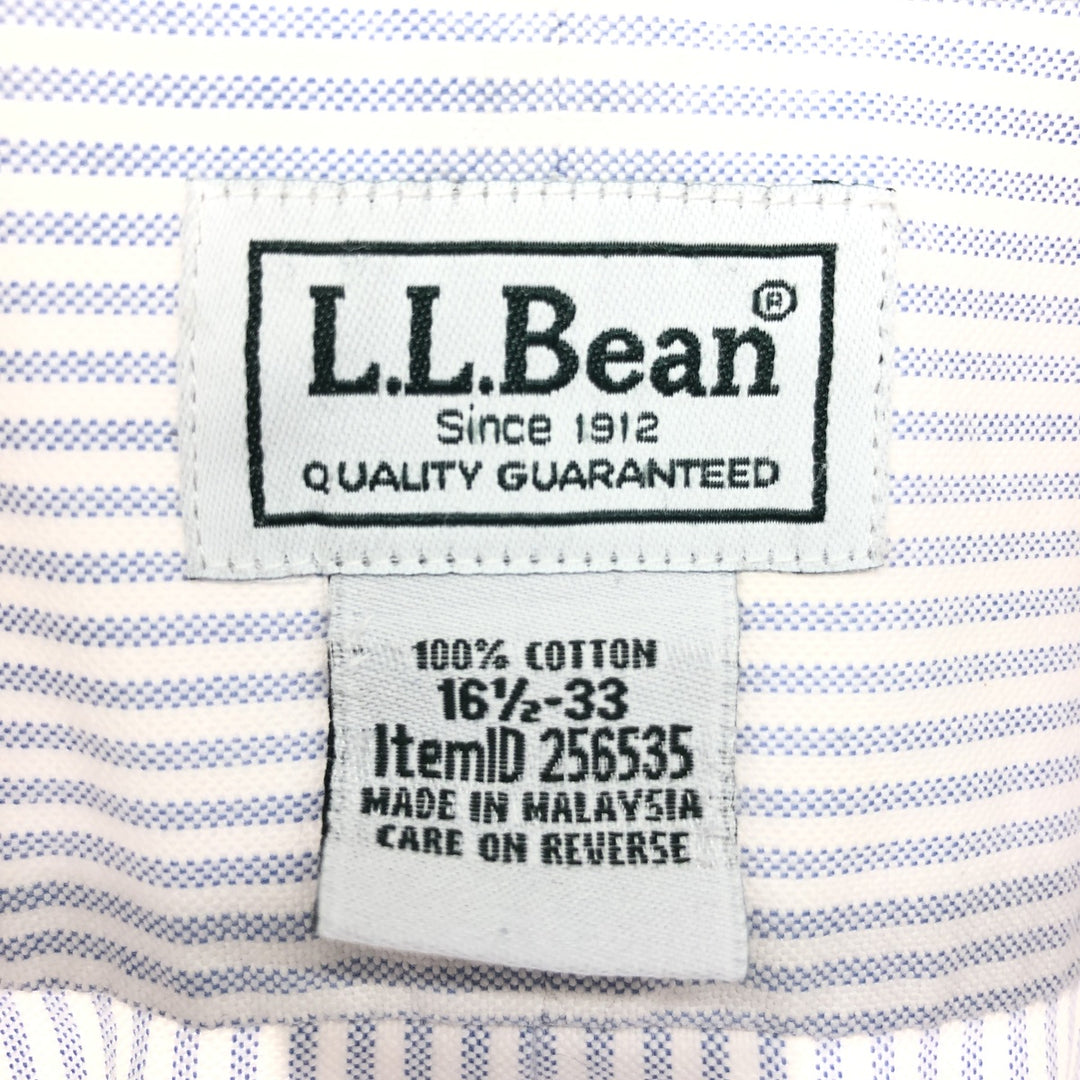 L.L.Bean®
Since 1912
QUALITY GUARANTEED
100% COTTON
16½-33
ItemID 256535
MADE IN MALAYSIA
CARE ON REVERSE